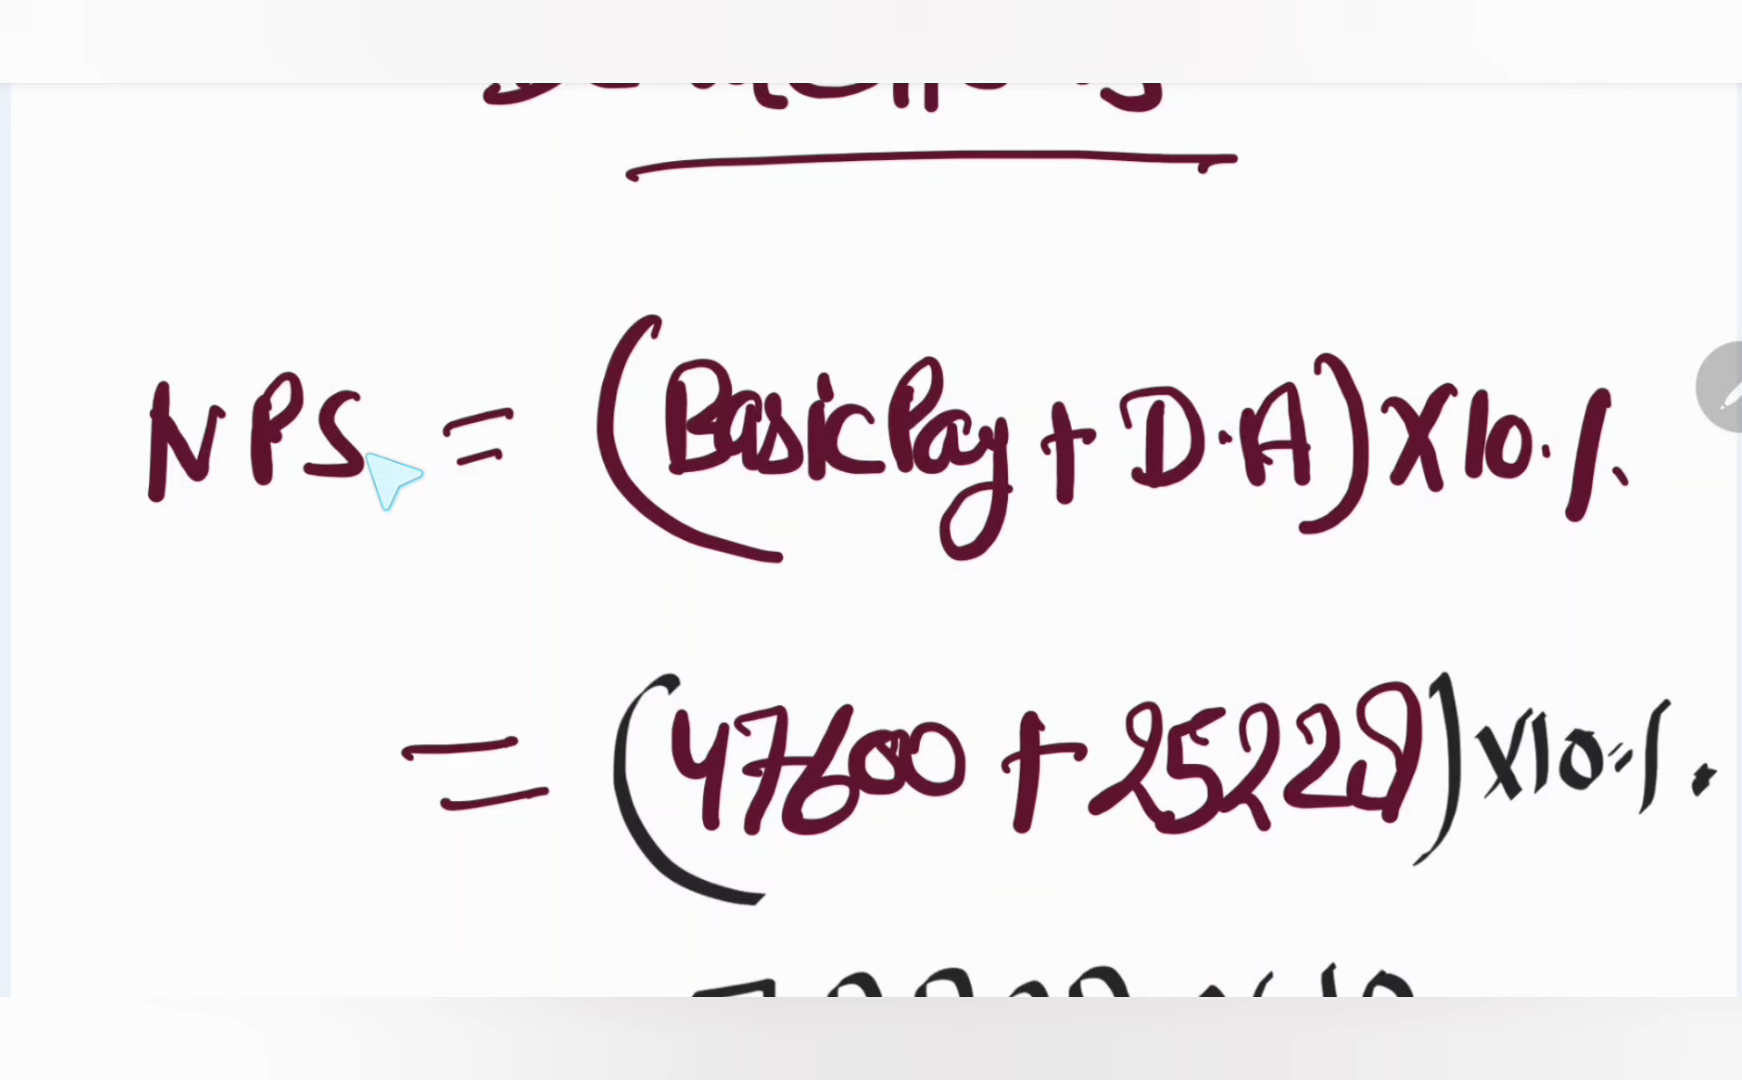 NPS = (Basic Pay + D.A) X 10.%
= (47600 + 25228) X 10.%